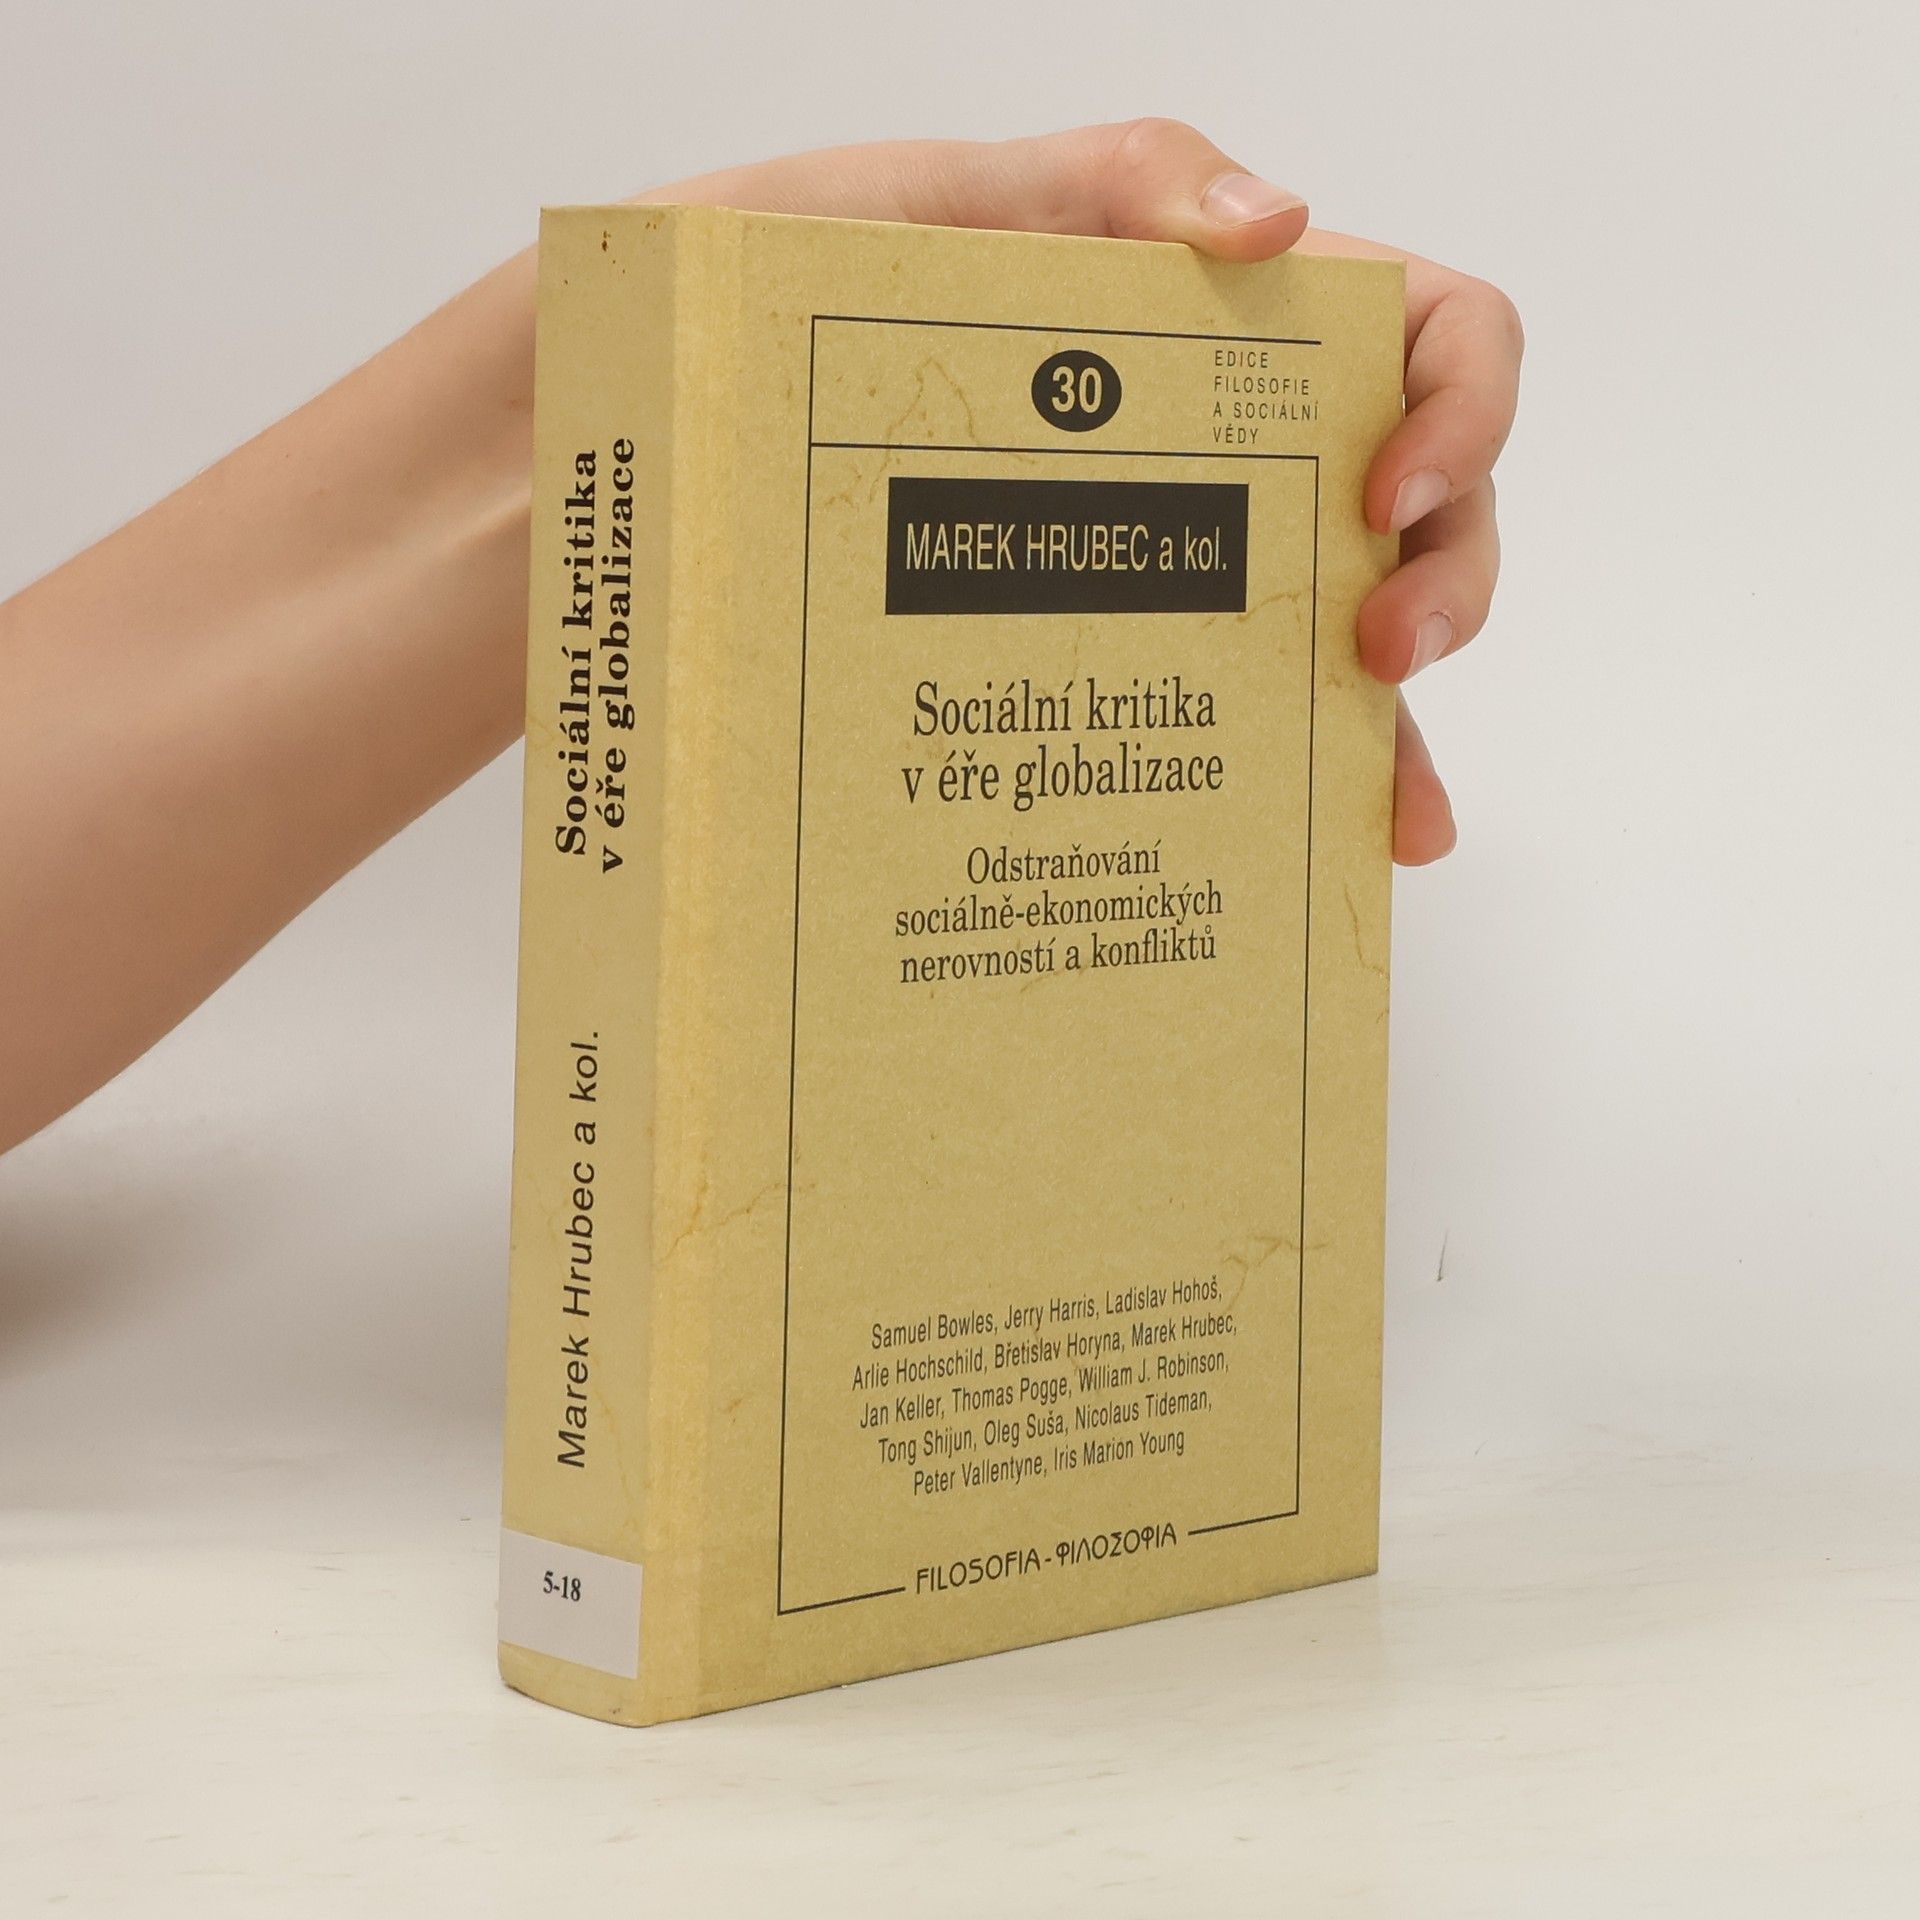 Sociální kritika
v éře globalizace
Marek Hrubec a kol.
5-18
30
EDICE
FILOSOFIE
A SOCIÁLNÍ
VĚDY
MAREK HRUBEC a kol.
Sociální kritika
v éře globalizace
Odstraňování
sociálně-ekonomických
nerovností a konfliktů
Samuel Bowles, Jerry Harris, Ladislav Hohoš,
Arlie Hochschild, Břetislav Horyna, Marek Hrubec,
Jan Keller, Thomas Pogge, William J. Robinson,
Tong Shijun, Oleg Suša, Nicolaus Tideman,
Peter Vallentyne, Iris Marion Young
FILOSOFIA - ΦΙΛΟΣΟΦΙΑ